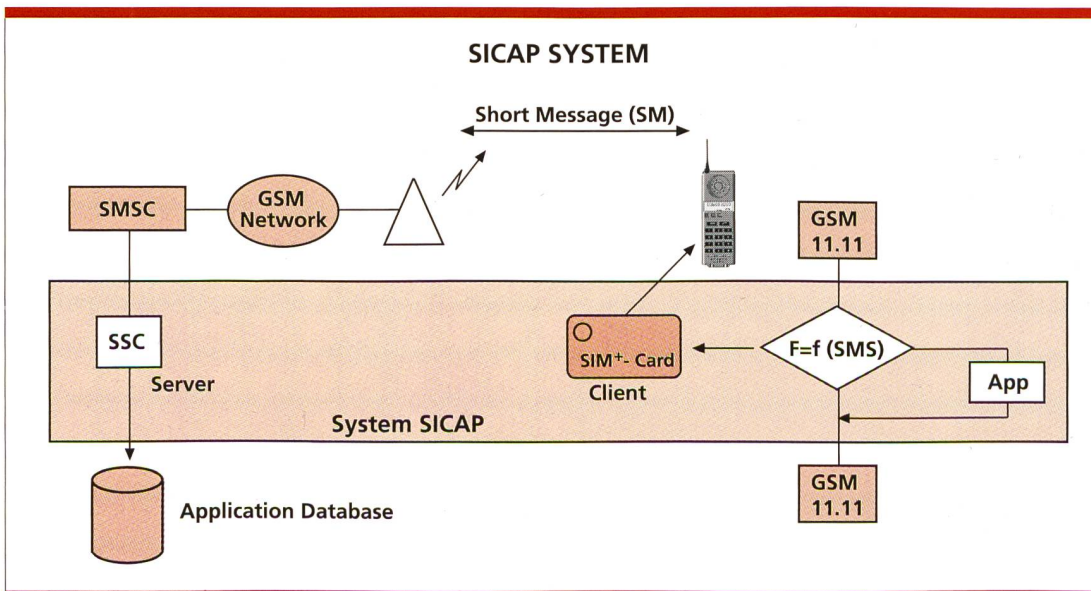 SICAP SYSTEM
Short Message (SM)
SMSC
GSM
Network
GSM
11.11
SSC
Server
SIM+- Card
Client
F=f (SMS)
App
System SICAP
Application Database
GSM
11.11